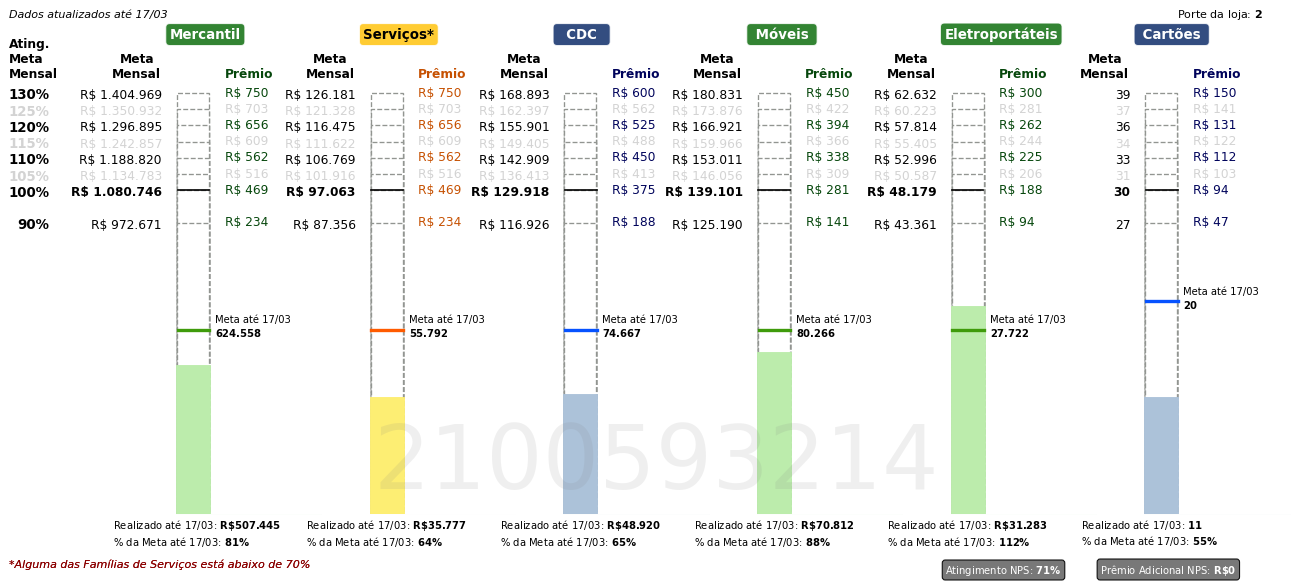 Dados atualizados até 17/03
Porte da loja: 2
Mercantil Serviços* CDC Móveis Eletroportáteis Cartões
Ating. Meta Mensal
Meta Mensal Prêmio Meta Mensal Prêmio Meta Mensal Prêmio Meta Mensal Prêmio Meta Mensal Prêmio Meta Mensal Prêmio
130% R$ 1.404.969 R$ 750 R$ 126.181 R$ 750 R$ 168.893 R$ 600 R$ 180.831 R$ 450 R$ 62.632 R$ 300 39 R$ 150
125% R$ 1.350.932 R$ 703 R$ 121.328 R$ 703 R$ 162.397 R$ 562 R$ 173.876 R$ 422 R$ 60.223 R$ 281 37 R$ 141
120% R$ 1.296.895 R$ 656 R$ 116.475 R$ 656 R$ 155.901 R$ 525 R$ 166.921 R$ 394 R$ 57.814 R$ 262 36 R$ 131
115% R$ 1.242.857 R$ 609 R$ 111.622 R$ 609 R$ 149.405 R$ 488 R$ 159.966 R$ 366 R$ 55.405 R$ 244 34 R$ 122
110% R$ 1.188.820 R$ 562 R$ 106.769 R$ 562 R$ 142.909 R$ 450 R$ 153.011 R$ 338 R$ 52.996 R$ 225 33 R$ 112
105% R$ 1.134.783 R$ 516 R$ 101.916 R$ 516 R$ 136.413 R$ 413 R$ 146.056 R$ 309 R$ 50.587 R$ 206 31 R$ 103
100% R$ 1.080.746 R$ 469 R$ 97.063 R$ 469 R$ 129.918 R$ 375 R$ 139.101 R$ 281 R$ 48.179 R$ 188 30 R$ 94
90% R$ 972.671 R$ 234 R$ 87.356 R$ 234 R$ 116.926 R$ 188 R$ 125.190 R$ 141 R$ 43.361 R$ 94 27 R$ 47
Meta até 17/03
20
Meta até 17/03 Meta até 17/03 Meta até 17/03 Meta até 17/03 Meta até 17/03
624.558 55.792 74.667 80.266 27.722
2100593214
Realizado até 17/03: R$507.445 Realizado até 17/03: R$35.777 Realizado até 17/03: R$48.920 Realizado até 17/03: R$70.812 Realizado até 17/03: R$31.283 Realizado até 17/03: 11
% da Meta até 17/03: 81% % da Meta até 17/03: 64% % da Meta até 17/03: 65% % da Meta até 17/03: 88% % da Meta até 17/03: 112% % da Meta até 17/03: 55%
*Alguma das Famílias de Serviços está abaixo de 70%
Atingimento NPS: 71% Prêmio Adicional NPS: R$0